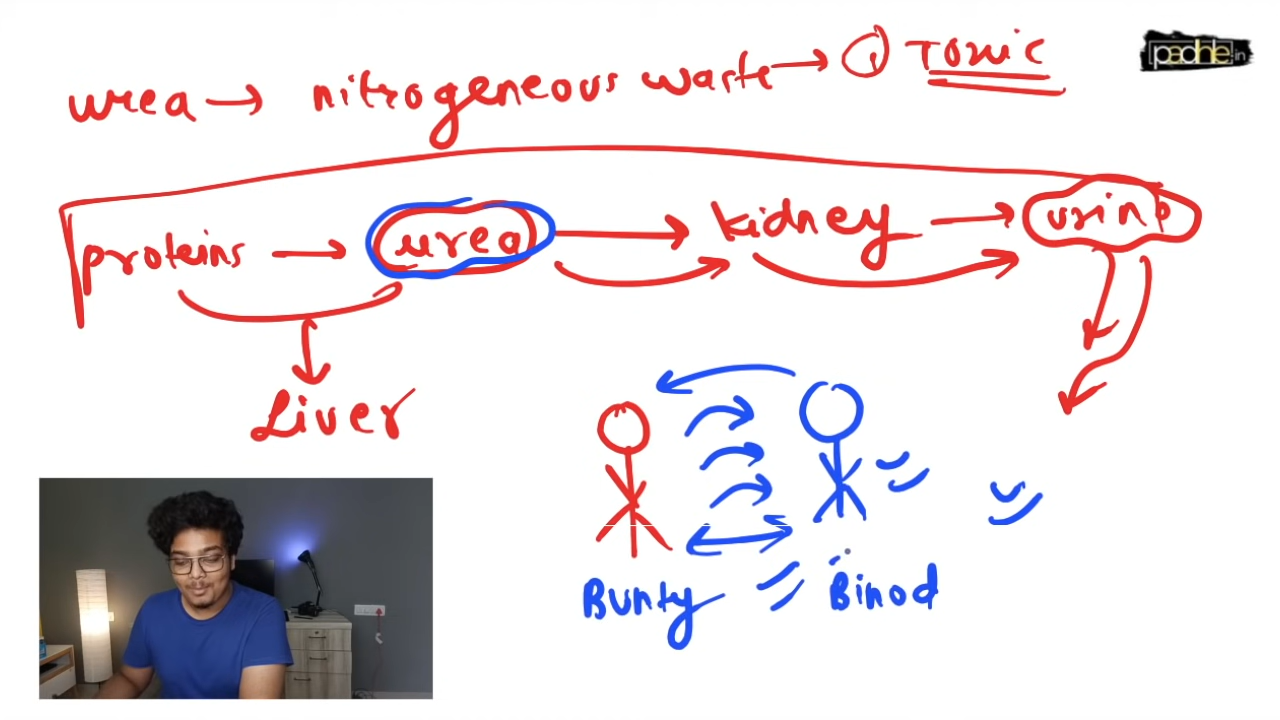 urea → nitrogeneous waste → ① Toxic
padhle.in
proteins → urea → kidney → urine
Liver
Bunty = Binod